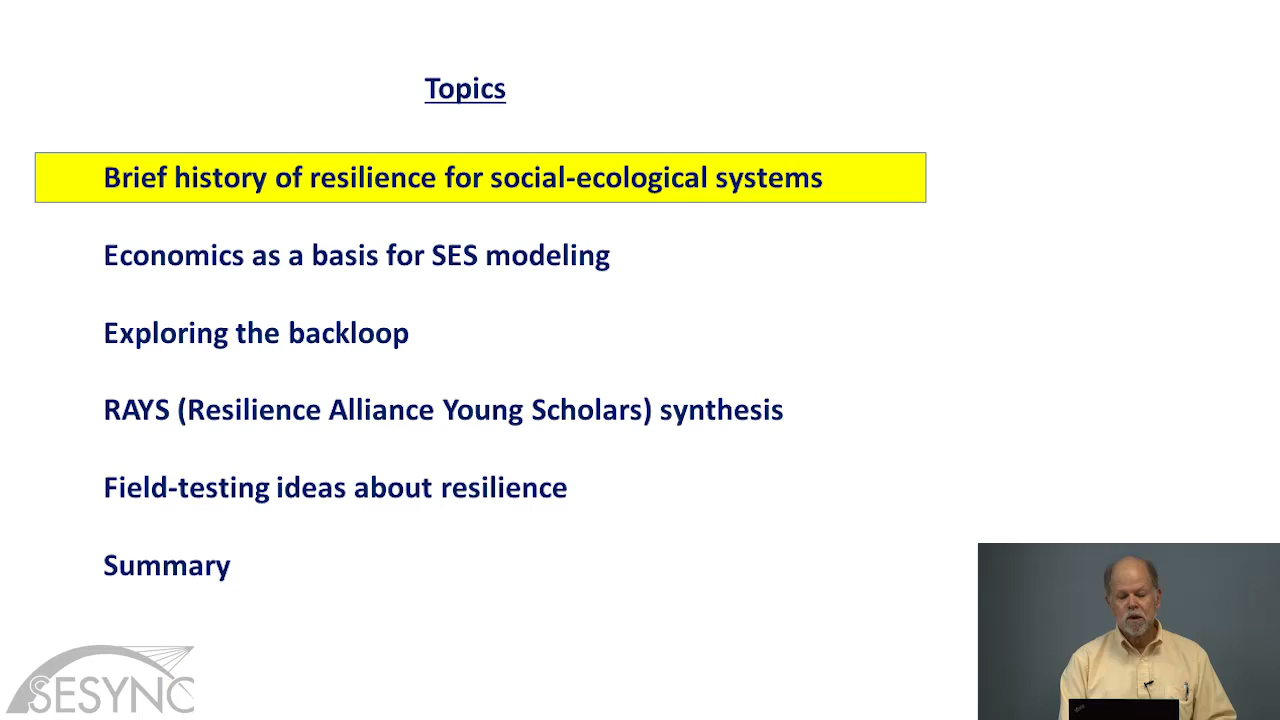 Topics
Brief history of resilience for social-ecological systems
Economics as a basis for SES modeling
Exploring the backloop
RAYS (Resilience Alliance Young Scholars) synthesis
Field-testing ideas about resilience
Summary
SESYNC